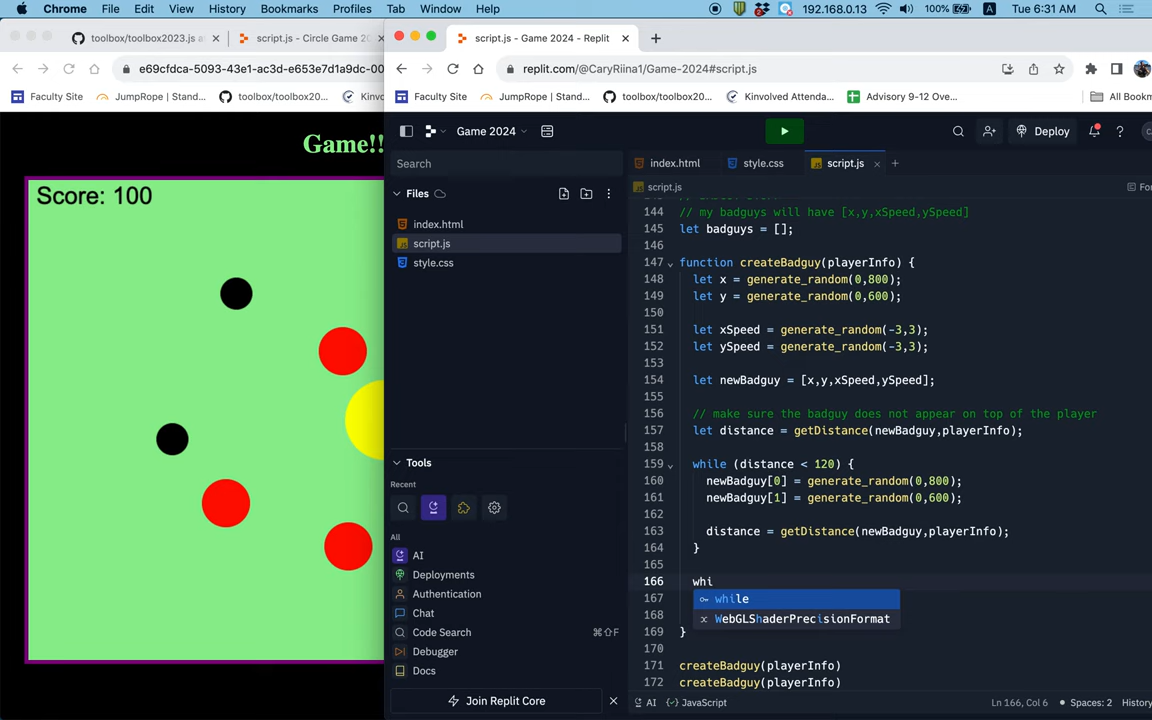 Chrome File Edit View History Bookmarks Profiles Tab Window Help 192.168.0.13 100% A Tue 6:31 AM
toolbox/toolbox2023.js a
script.js - Circle Game 20
script.js - Game 2024 - Replit
e69cfdca-5093-43e1-ac3d-e653e7d1a9dc-00
replit.com/@CaryRiina1/Game-2024#script.js
Faculty Site JumpRope | Stand... toolbox/toolbox20... Kinvol
Faculty Site JumpRope | Stand... toolbox/toolbox20... Kinvolved Attenda... Advisory 9-12 Ove... All Bookm
Game!!
Score: 100
Game 2024
Deploy
Search
index.html style.css script.js
Files
script.js
For
index.html
script.js
style.css
Tools
Recent
All
AI
Deployments
Authentication
Chat
Code Search ⌘⇧F
Debugger
Docs
Join Replit Core
144 // my badguys will have [x,y,xSpeed,ySpeed]
145 let badguys = [];
146
147 function createBadguy(playerInfo) {
148 let x = generate_random(0,800);
149 let y = generate_random(0,600);
150
151 let xSpeed = generate_random(-3,3);
152 let ySpeed = generate_random(-3,3);
153
154 let newBadguy = [x,y,xSpeed,ySpeed];
155
156 // make sure the badguy does not appear on top of the player
157 let distance = getDistance(newBadguy,playerInfo);
158
159 while (distance < 120) {
160 newBadguy[0] = generate_random(0,800);
161 newBadguy[1] = generate_random(0,600);
162
163 distance = getDistance(newBadguy,playerInfo);
164 }
165
166 whi
167 while
168 WebGLShaderPrecisionFormat
169 }
170
171 createBadguy(playerInfo)
172 createBadguy(playerInfo)
AI JavaScript Ln 166, Col 6 Spaces: 2 History